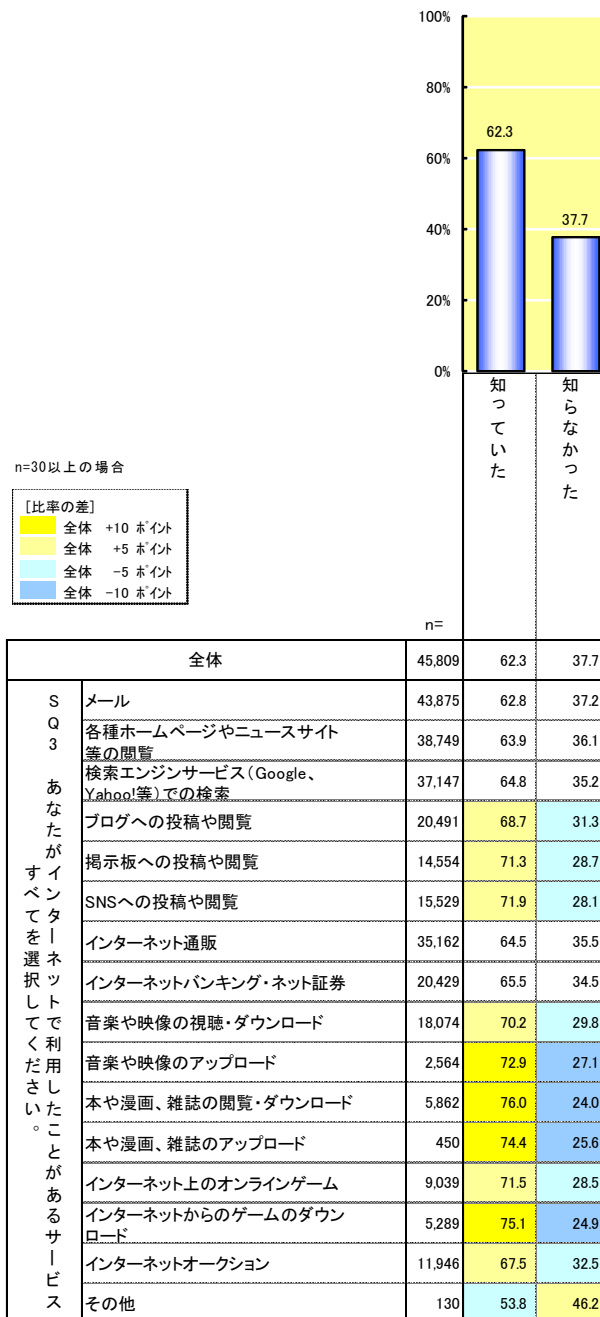 100%
80%
60%
40%
20%
0%
62.3
37.7
知っていた
知らなかった
n=30以上の場合
[比率の差]
全体 +10 ポイント
全体 +5 ポイント
全体 -5 ポイント
全体 -10 ポイント
n=
全体 45,809 62.3 37.7
SQ3 あなたがインターネットで利用したことがあるサービス
すべてを選択してください。
メール 43,875 62.8 37.2
各種ホームページやニュースサイト
等の閲覧 38,749 63.9 36.1
検索エンジンサービス(Google、
Yahoo!等)での検索 37,147 64.8 35.2
ブログへの投稿や閲覧 20,491 68.7 31.3
掲示板への投稿や閲覧 14,554 71.3 28.7
SNSへの投稿や閲覧 15,529 71.9 28.1
インターネット通販 35,162 64.5 35.5
インターネットバンキング・ネット証券 20,429 65.5 34.5
音楽や映像の視聴・ダウンロード 18,074 70.2 29.8
音楽や映像のアップロード 2,564 72.9 27.1
本や漫画、雑誌の閲覧・ダウンロード 5,862 76.0 24.0
本や漫画、雑誌のアップロード 450 74.4 25.6
インターネット上のオンラインゲーム 9,039 71.5 28.5
インターネットからのゲームのダウン
ロード 5,289 75.1 24.9
インターネットオークション 11,946 67.5 32.5
その他 130 53.8 46.2